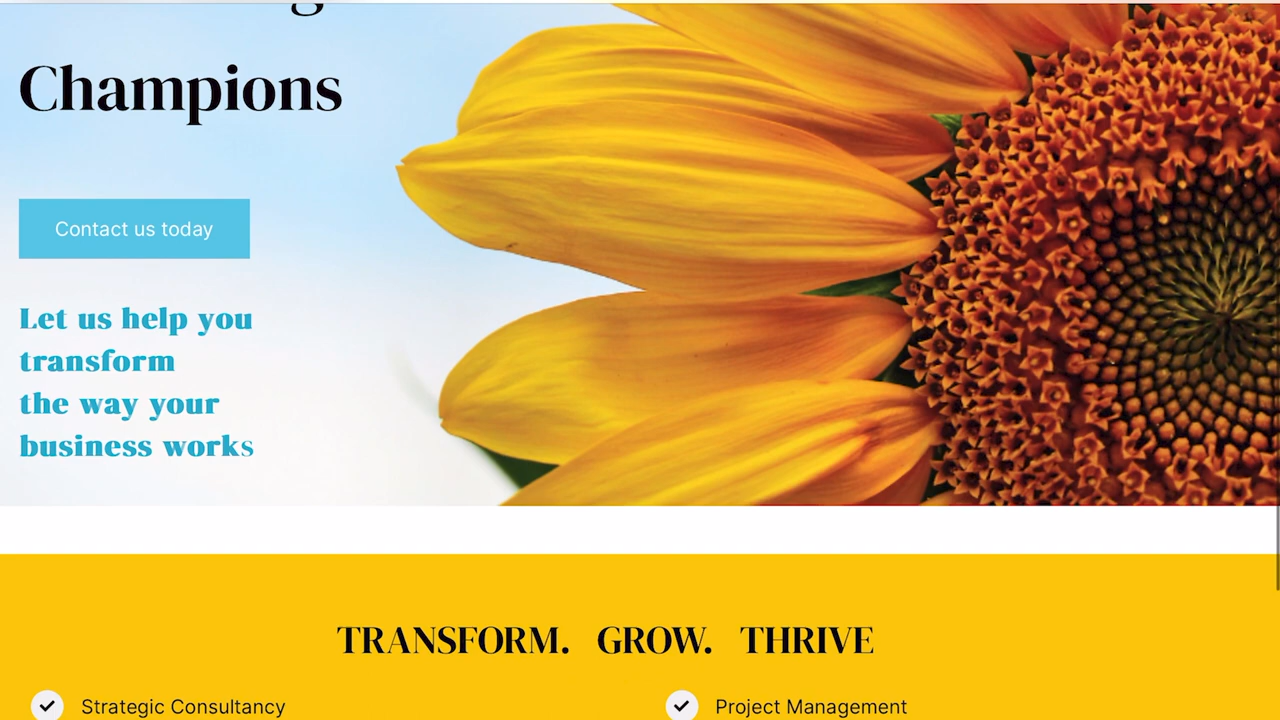 Champions
Contact us today
Let us help you
transform
the way your
business works
TRANSFORM. GROW. THRIVE
Strategic Consultancy
Project Management